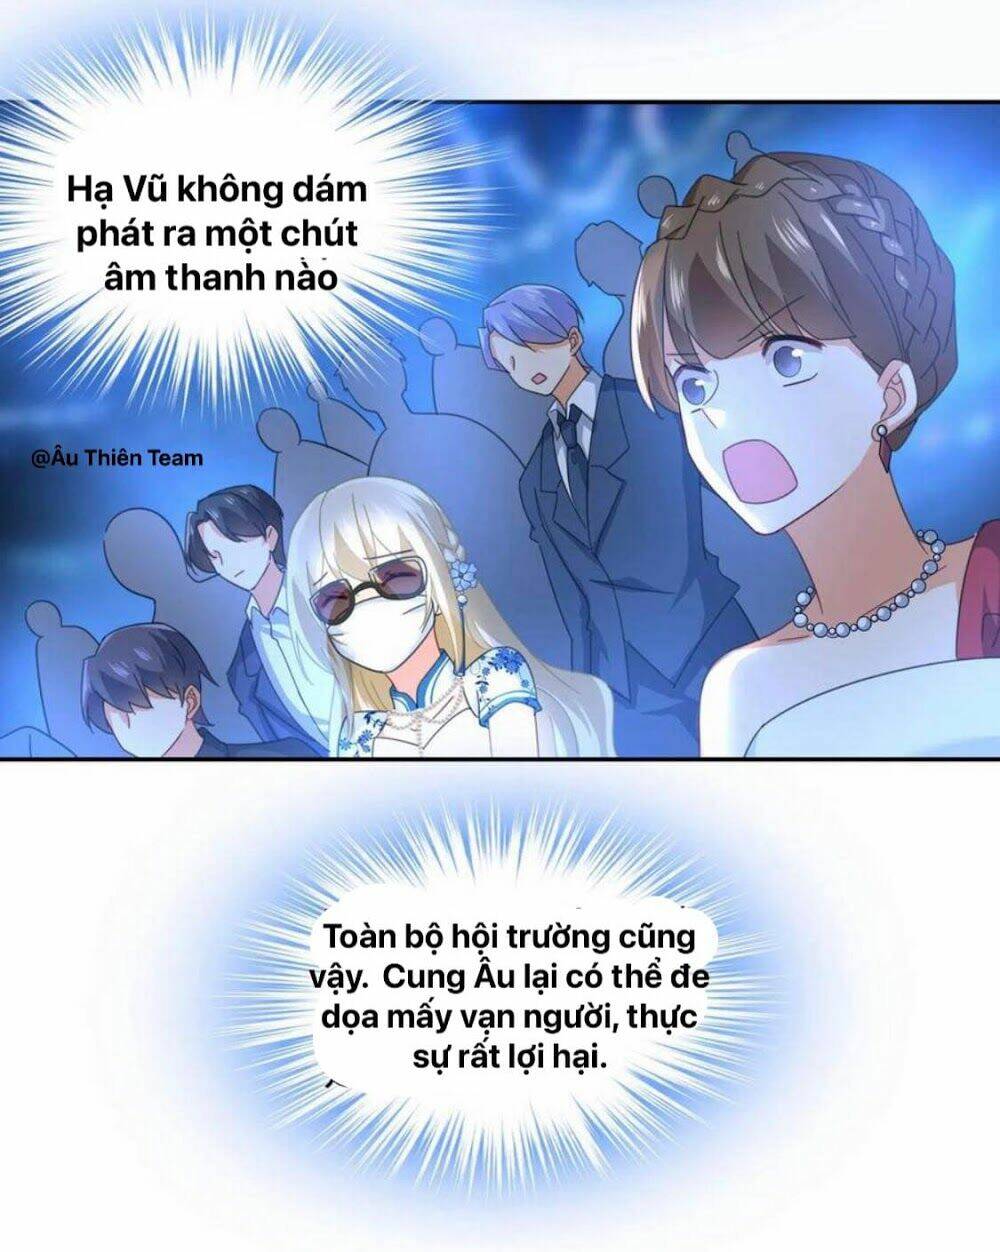 Hạ Vũ không dám
phát ra một chút
âm thanh nào
@Âu Thiên Team
Toàn bộ hội trường cũng
vậy. Cung Âu lại có thể đe
dọa mấy vạn người, thực
sự rất lợi hại.